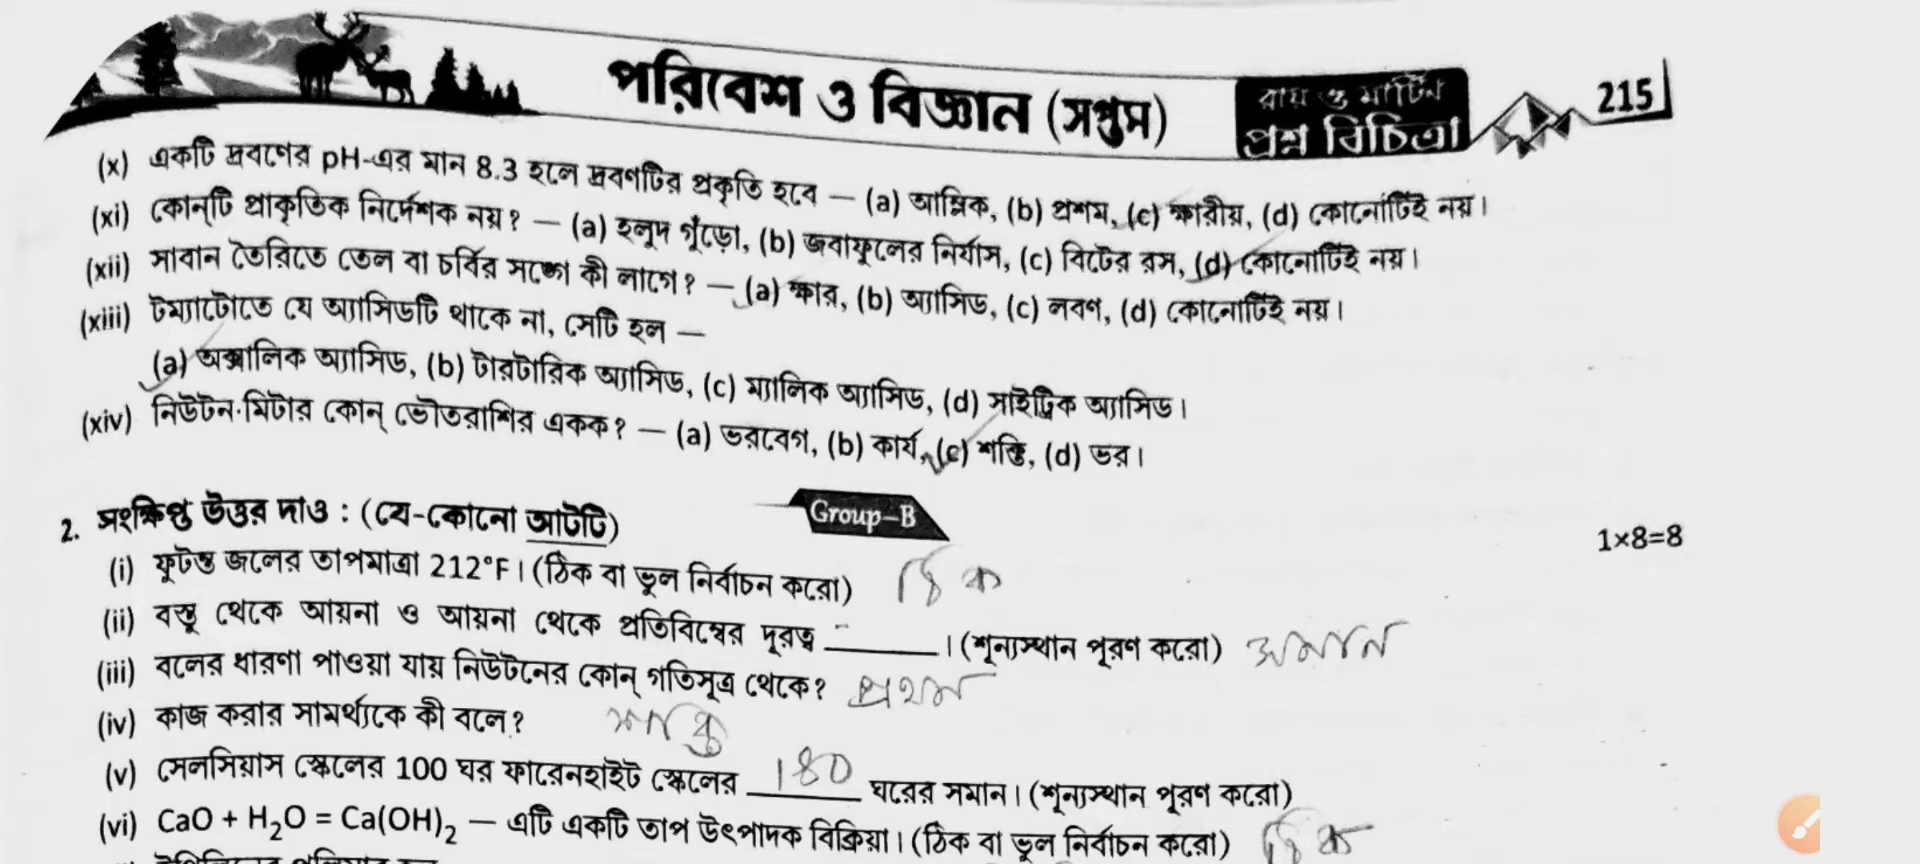 পরিবেশ ও বিজ্ঞান (সপ্তম)
রায় ও মার্টিন
প্রশ্ন বিচিত্রা
215
(x) একটি দ্রবণের pH-এর মান 8.3 হলে দ্রবণটির প্রকৃতি হবে — (a) আম্লিক, (b) প্রশম, (c) ক্ষারীয়, (d) কোনোটিই নয়।
(xi) কোন্‌টি প্রাকৃতিক নির্দেশক নয়? — (a) হলুদ গুঁড়ো, (b) জবাফুলের নির্যাস, (c) বিটের রস, (d) কোনোটিই নয়।
(xii) সাবান তৈরিতে তেল বা চর্বির সঙ্গে কী লাগে? — (a) ক্ষার, (b) অ্যাসিড, (c) লবণ, (d) কোনোটিই নয়।
(xiii) টম্যাটোতে যে অ্যাসিডটি থাকে না, সেটি হল —
(a) অক্সালিক অ্যাসিড, (b) টারটারিক অ্যাসিড, (c) ম্যালিক অ্যাসিড, (d) সাইট্রিক অ্যাসিড।
(xiv) নিউটন·মিটার কোন্ ভৌতরাশির একক? — (a) ভরবেগ, (b) কার্য, (c) শক্তি, (d) ভর।
Group–B
2. সংক্ষিপ্ত উত্তর দাও : (যে-কোনো আটটি) 1×8=8
(i) ফুটন্ত জলের তাপমাত্রা 212°F। (ঠিক বা ভুল নির্বাচন করো) ঠিক
(ii) বস্তু থেকে আয়না ও আয়না থেকে প্রতিবিম্বের দূরত্ব ______। (শূন্যস্থান পূরণ করো) সমান
(iii) বলের ধারণা পাওয়া যায় নিউটনের কোন্ গতিসূত্র থেকে? প্রথম
(iv) কাজ করার সামর্থ্যকে কী বলে? শক্তি
(v) সেলসিয়াস স্কেলের 100 ঘর ফারেনহাইট স্কেলের 180 ঘরের সমান। (শূন্যস্থান পূরণ করো)
(vi) CaO + H₂O = Ca(OH)₂ — এটি একটি তাপ উৎপাদক বিক্রিয়া। (ঠিক বা ভুল নির্বাচন করো) ঠিক